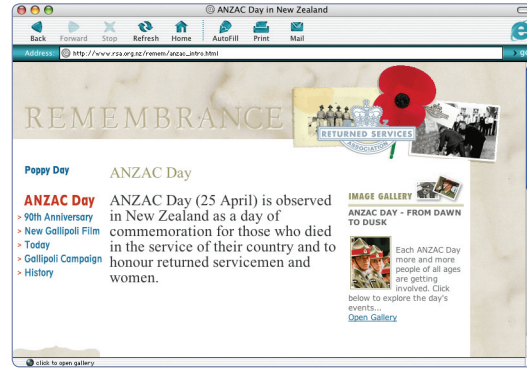 ANZAC Day in New Zealand
Back Forward Stop Refresh Home AutoFill Print Mail
Address: http://www.rsa.org.nz/remem/anzac_intro.html
REMEMBRANCE
RETURNED SERVICES
ASSOCIATION
Poppy Day
ANZAC Day
> 90th Anniversary
> New Gallipoli Film
> Today
> Gallipoli Campaign
> History
ANZAC Day
ANZAC Day (25 April) is observed
in New Zealand as a day of
commemoration for those who died
in the service of their country and to
honour returned servicemen and
women.
IMAGE GALLERY
ANZAC DAY - FROM DAWN
TO DUSK
Each ANZAC Day
more and more
people of all ages
are getting
involved. Click
below to explore the day's
events...
Open Gallery
click to open gallery